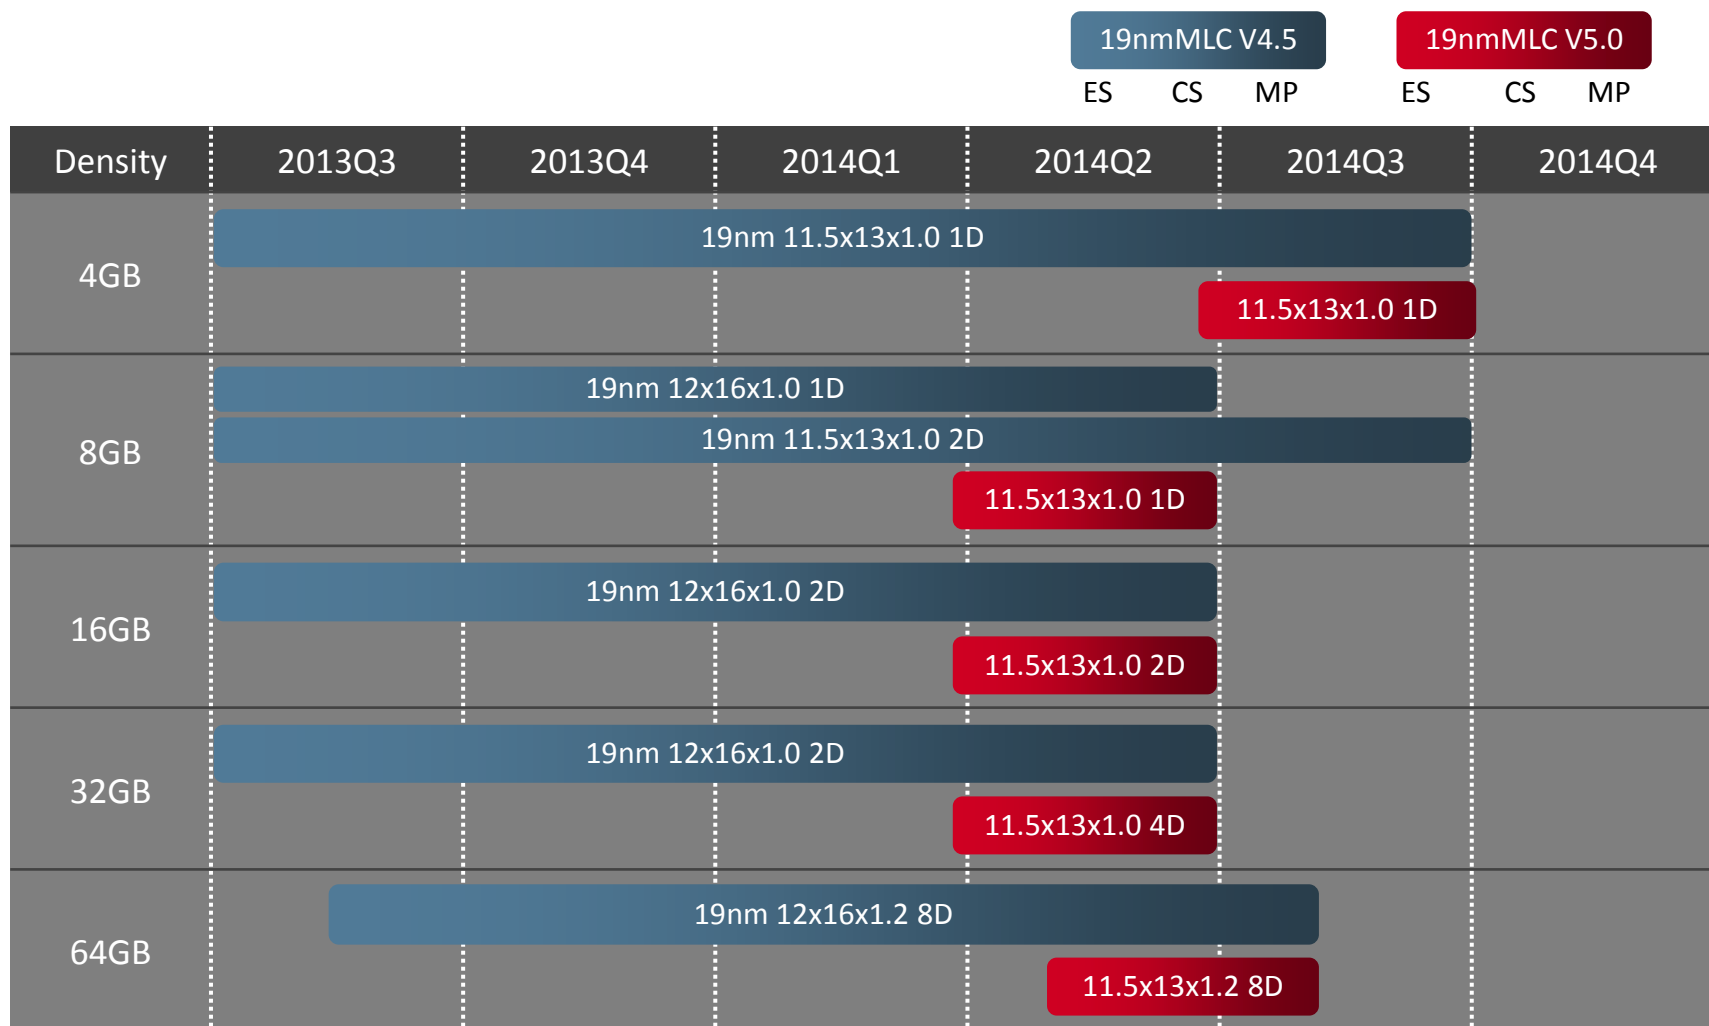 19nmMLC V4.5 19nmMLC V5.0
ES CS MP ES CS MP
Density 2013Q3 2013Q4 2014Q1 2014Q2 2014Q3 2014Q4
4GB
19nm 11.5x13x1.0 1D
11.5x13x1.0 1D
8GB
19nm 12x16x1.0 1D
19nm 11.5x13x1.0 2D
11.5x13x1.0 1D
16GB
19nm 12x16x1.0 2D
11.5x13x1.0 2D
32GB
19nm 12x16x1.0 2D
11.5x13x1.0 4D
64GB
19nm 12x16x1.2 8D
11.5x13x1.2 8D